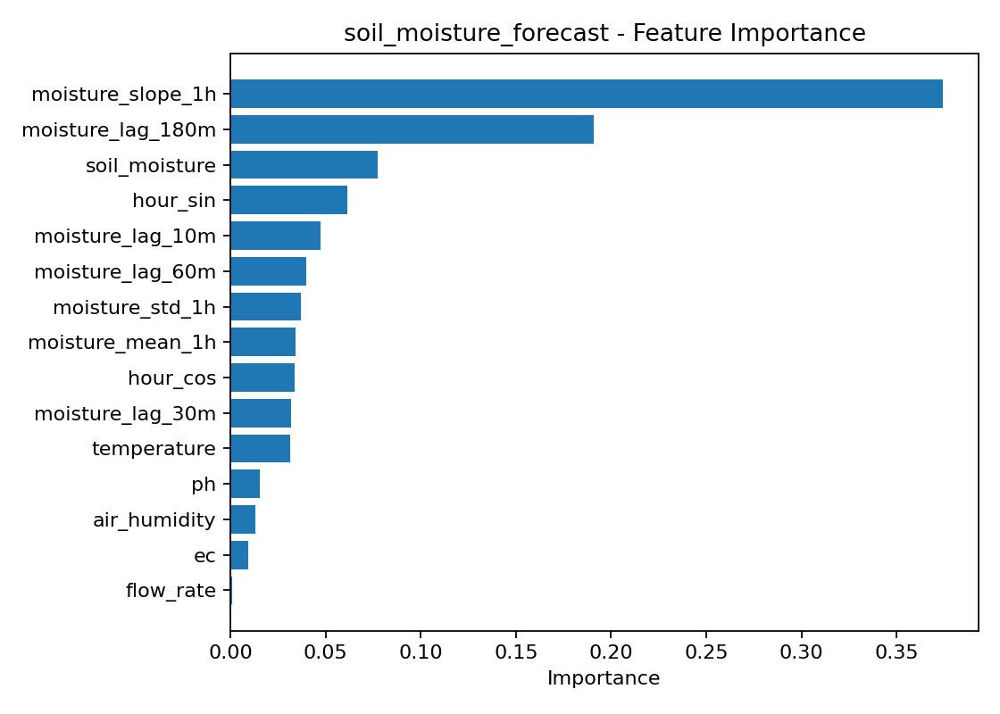 soil_moisture_forecast - Feature Importance
moisture_slope_1h
moisture_lag_180m
soil_moisture
hour_sin
moisture_lag_10m
moisture_lag_60m
moisture_std_1h
moisture_mean_1h
hour_cos
moisture_lag_30m
temperature
ph
air_humidity
ec
flow_rate
0.00 0.05 0.10 0.15 0.20 0.25 0.30 0.35
Importance